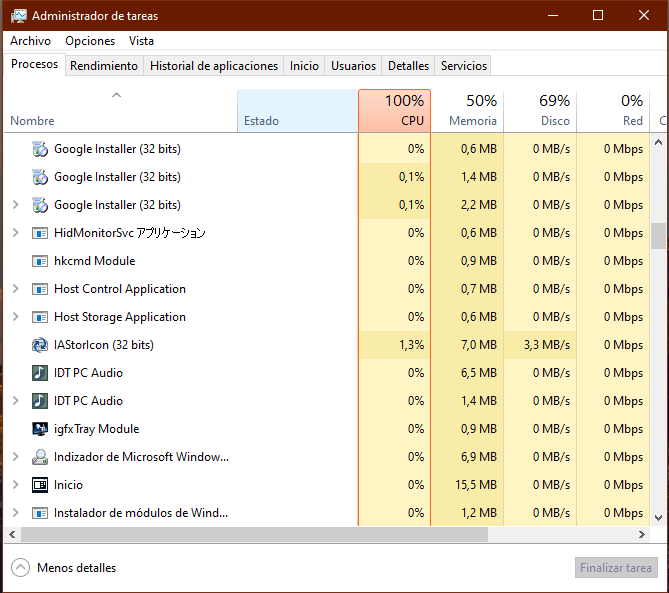 Administrador de tareas
Archivo Opciones Vista
Procesos Rendimiento Historial de aplicaciones Inicio Usuarios Detalles Servicios
100% 50% 69% 0%
Nombre Estado CPU Memoria Disco Red C
Google Installer (32 bits) 0% 0,6 MB 0 MB/s 0 Mbps
Google Installer (32 bits) 0,1% 1,4 MB 0 MB/s 0 Mbps
Google Installer (32 bits) 0,1% 2,2 MB 0 MB/s 0 Mbps
HidMonitorSvc アプリケーション 0% 0,6 MB 0 MB/s 0 Mbps
hkcmd Module 0% 0,9 MB 0 MB/s 0 Mbps
Host Control Application 0% 0,7 MB 0 MB/s 0 Mbps
Host Storage Application 0% 0,6 MB 0 MB/s 0 Mbps
IAStorIcon (32 bits) 1,3% 7,0 MB 3,3 MB/s 0 Mbps
IDT PC Audio 0% 6,5 MB 0 MB/s 0 Mbps
IDT PC Audio 0% 1,4 MB 0 MB/s 0 Mbps
igfxTray Module 0% 0,9 MB 0 MB/s 0 Mbps
Indizador de Microsoft Window... 0% 6,9 MB 0 MB/s 0 Mbps
Inicio 0% 15,5 MB 0 MB/s 0 Mbps
Instalador de módulos de Wind... 0% 1,2 MB 0 MB/s 0 Mbps
Menos detalles Finalizar tarea